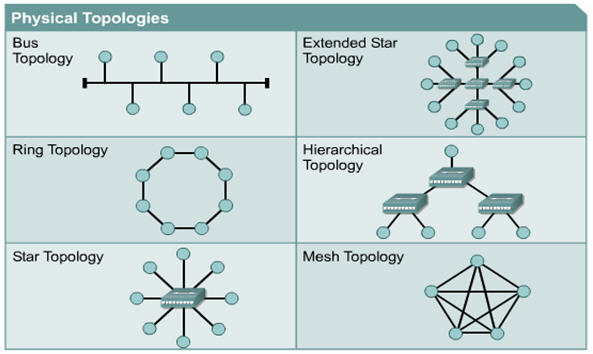 Physical Topologies
Bus
Topology
Extended Star
Topology
Ring Topology
Hierarchical
Topology
Star Topology
Mesh Topology